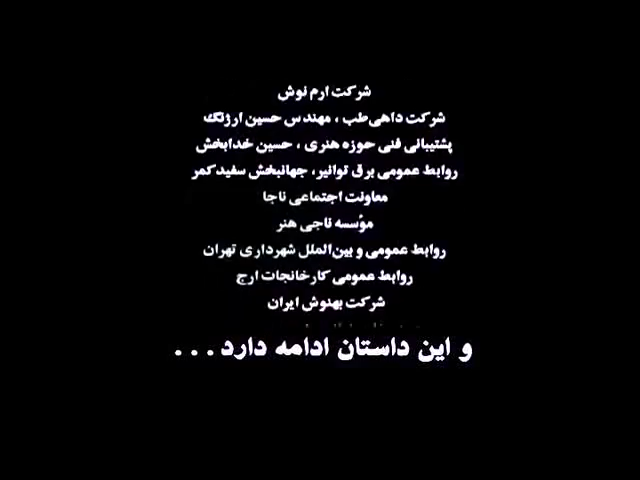 شرکت ارم نوش
شرکت داهی‌طب ، مهندس حسین ارژنگ
پشتیبانی فنی حوزه هنری ، حسین خدابخش
روابط عمومی برق توانیر، جهانبخش سفیدکمر
معاونت اجتماعی ناجا
مؤسسه ناجی هنر
روابط عمومی و بین‌الملل شهرداری تهران
روابط عمومی کارخانجات ارج
شرکت بهنوش ایران
و این داستان ادامه دارد . . .